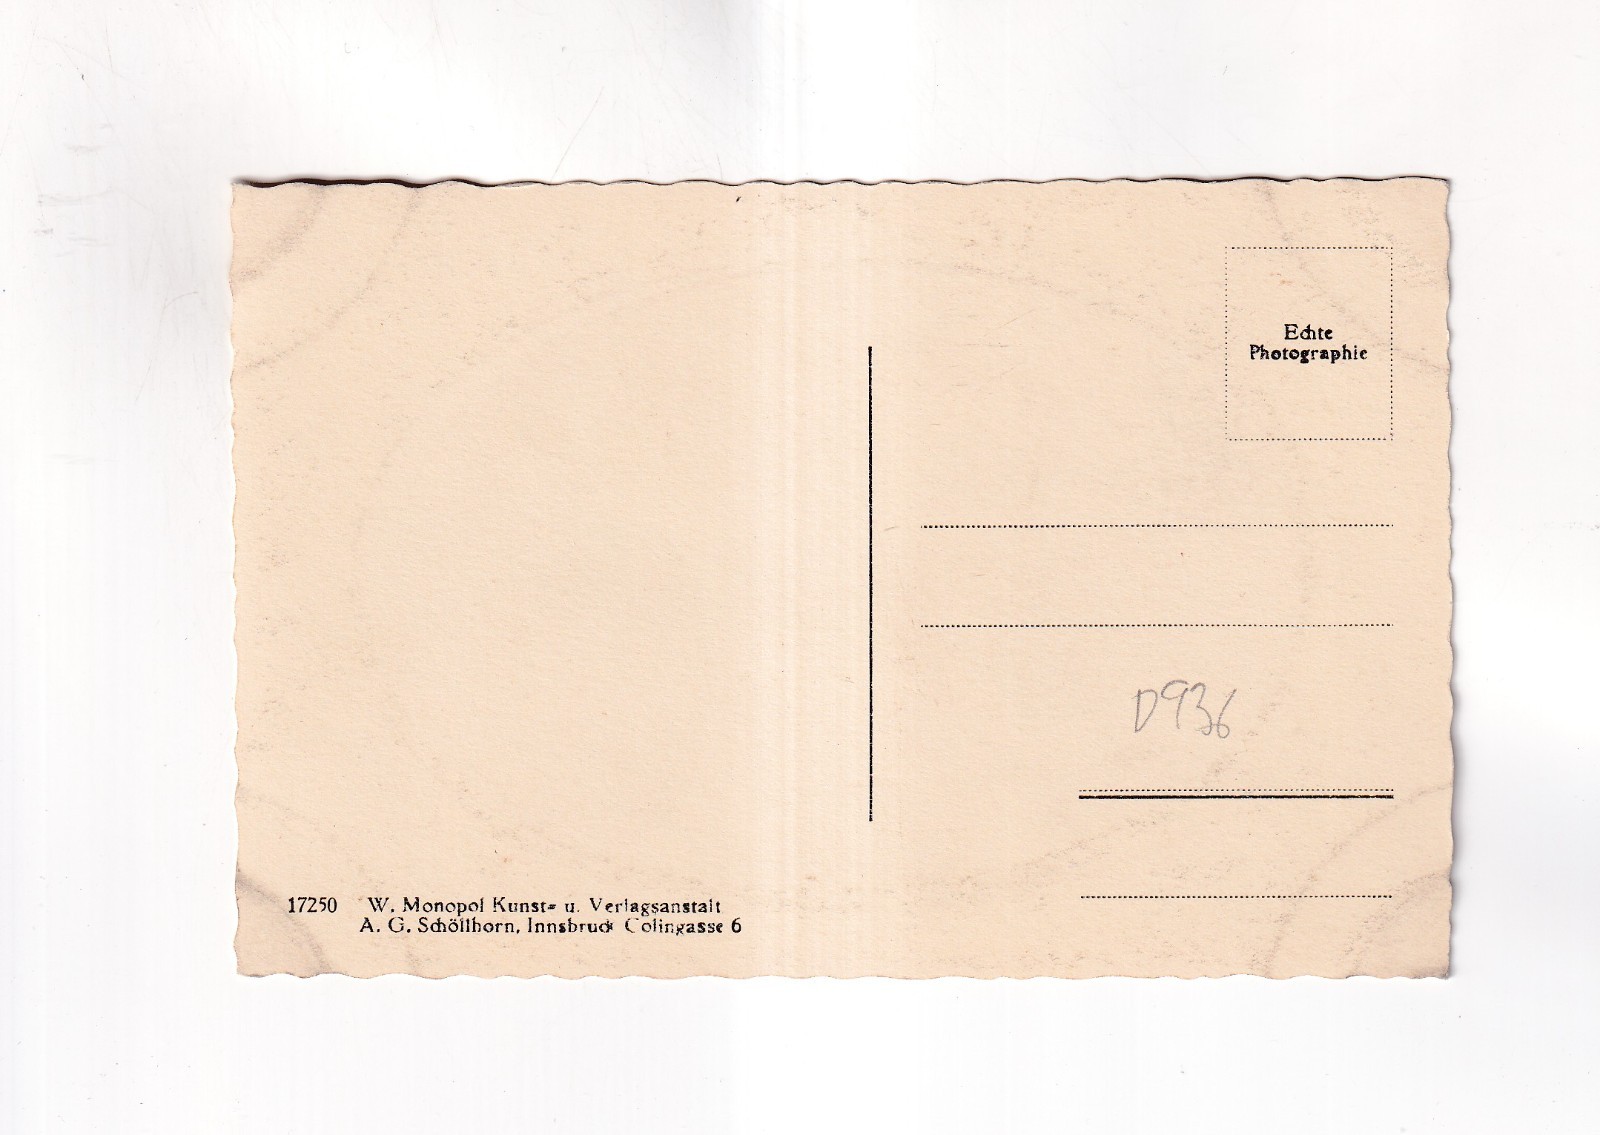 Echte
Photographie
D936
17250 W. Monopol Kunst= u. Verlagsanstalt
A. G. Schöllhorn, Innsbruck Colingasse 6